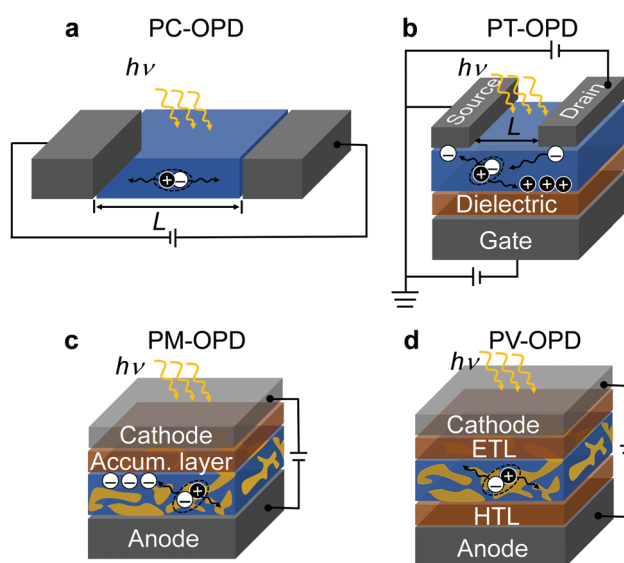 a PC-OPD
hν
L
b PT-OPD
hν
Source
Drain
L
Dielectric
Gate
c PM-OPD
hν
Cathode
Accum. layer
Anode
d PV-OPD
hν
Cathode
ETL
HTL
Anode